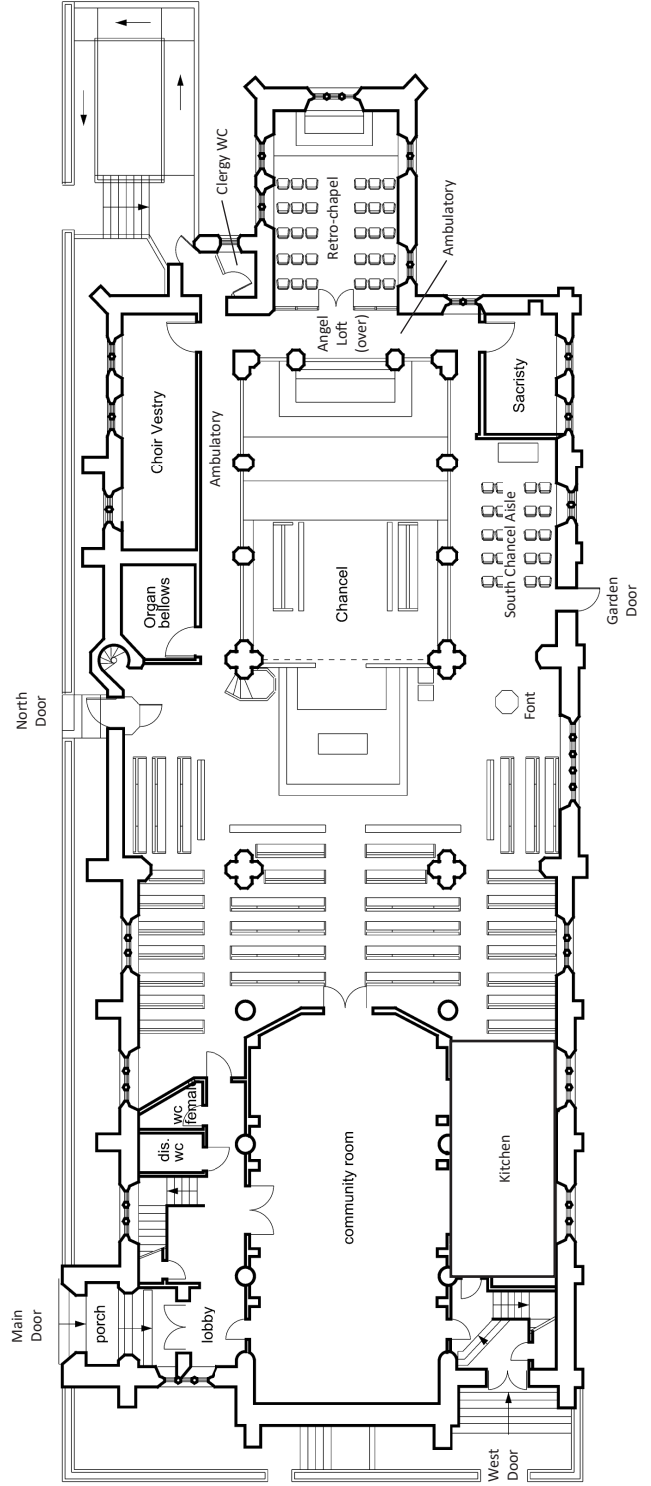 Main
Door
porch
lobby
dis.
wc
wc
female
community room
Kitchen
West
Door
North
Door
Organ
bellows
Choir Vestry
Ambulatory
Clergy WC
Chancel
Angel
Loft
(over)
Retro-chapel
Ambulatory
Sacristy
South Chancel Aisle
Font
Garden
Door